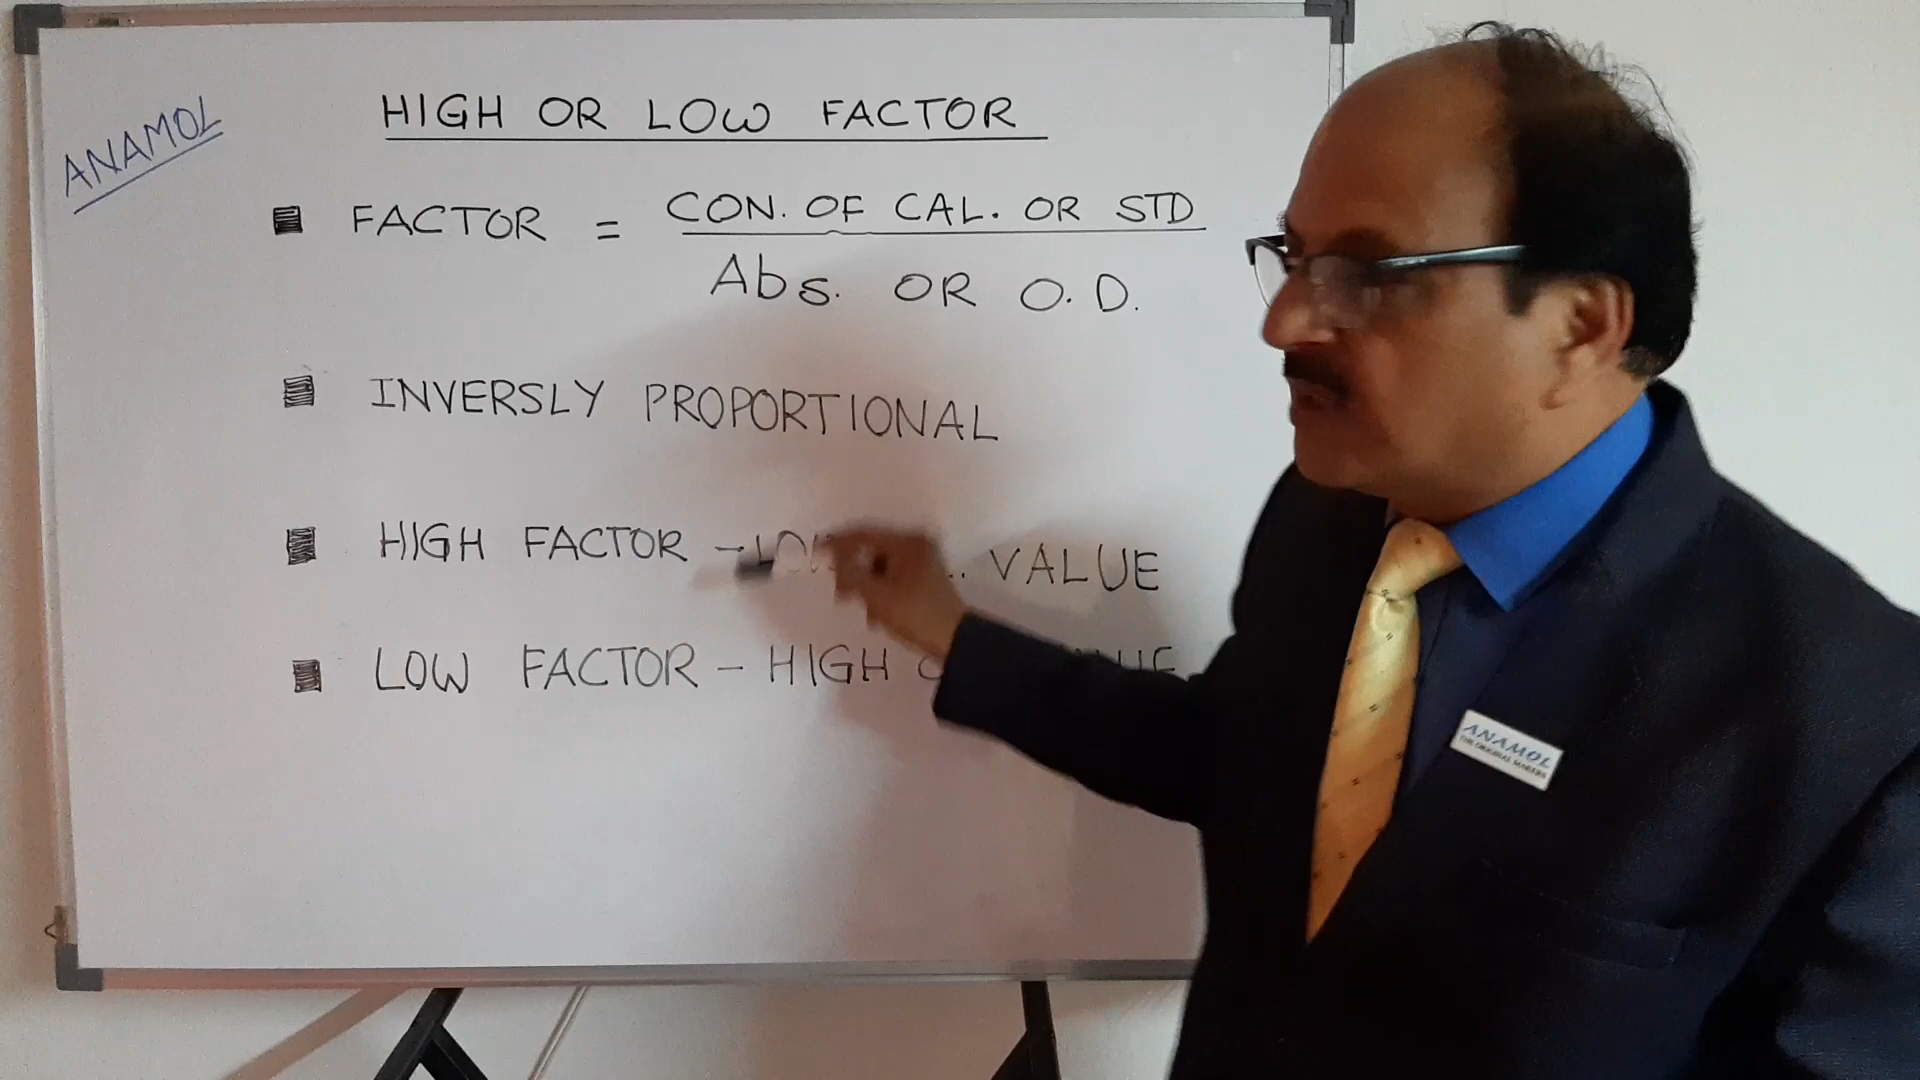 ANAMOL
HIGH OR LOW FACTOR
FACTOR = CON. OF CAL. OR STD
Abs. OR O.D.
INVERSLY PROPORTIONAL
HIGH FACTOR - LOW VALUE
LOW FACTOR - HIGH
ANAMOL